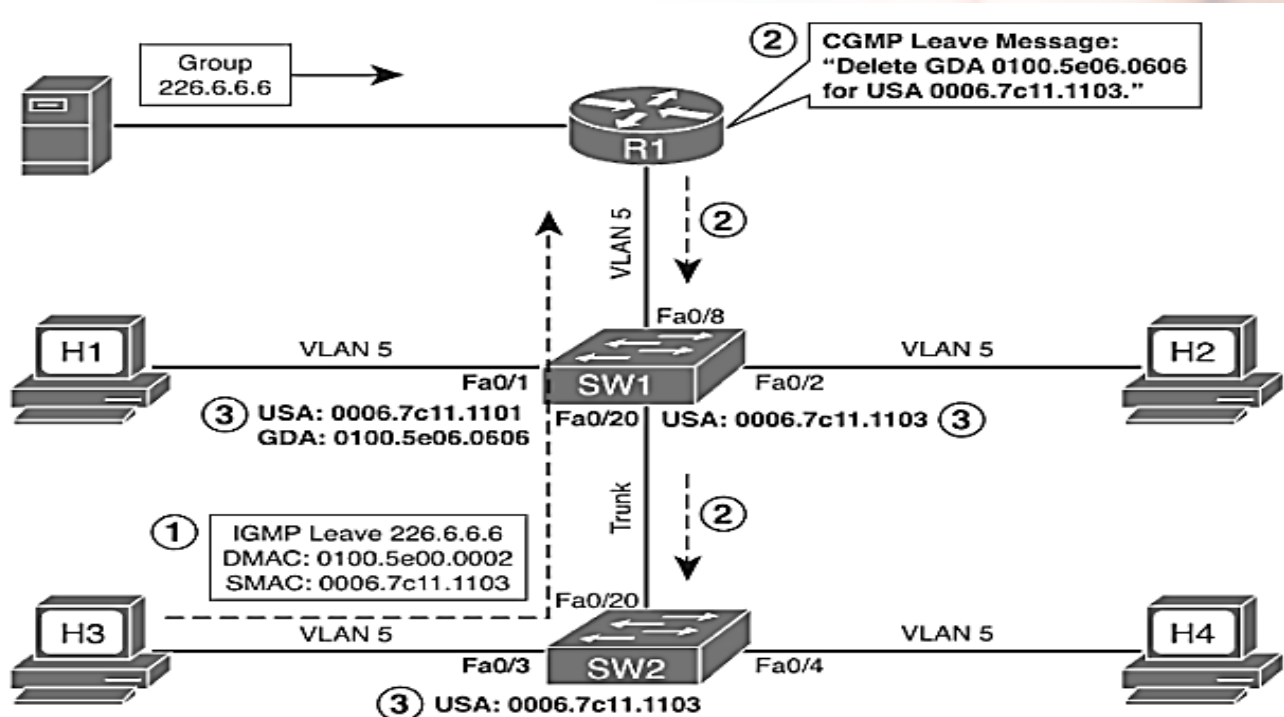 Group
226.6.6.6
② CGMP Leave Message:
“Delete GDA 0100.5e06.0606
for USA 0006.7c11.1103.”
R1
VLAN 5
②
Fa0/8
H1
VLAN 5
VLAN 5
H2
Fa0/1
SW1
Fa0/2
③ USA: 0006.7c11.1101
GDA: 0100.5e06.0606
Fa0/20
USA: 0006.7c11.1103 ③
① IGMP Leave 226.6.6.6
DMAC: 0100.5e00.0002
SMAC: 0006.7c11.1103
Trunk
②
Fa0/20
H3
VLAN 5
VLAN 5
H4
Fa0/3
SW2
Fa0/4
③ USA: 0006.7c11.1103